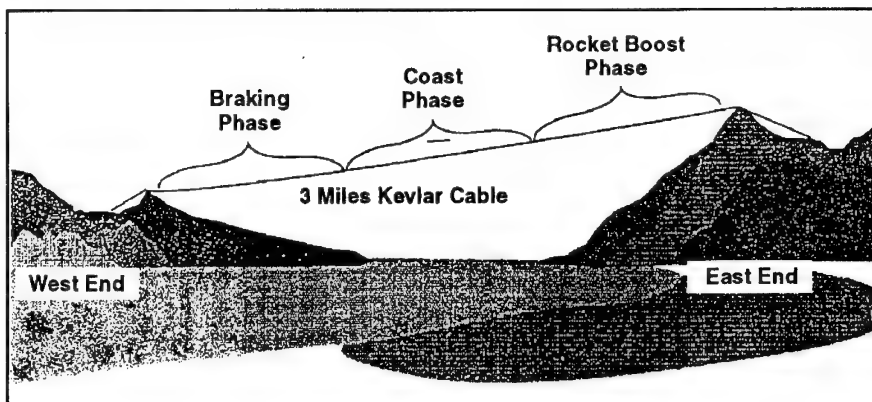 Rocket Boost
Phase
Coast
Phase
Braking
Phase
3 Miles Kevlar Cable
West End
East End